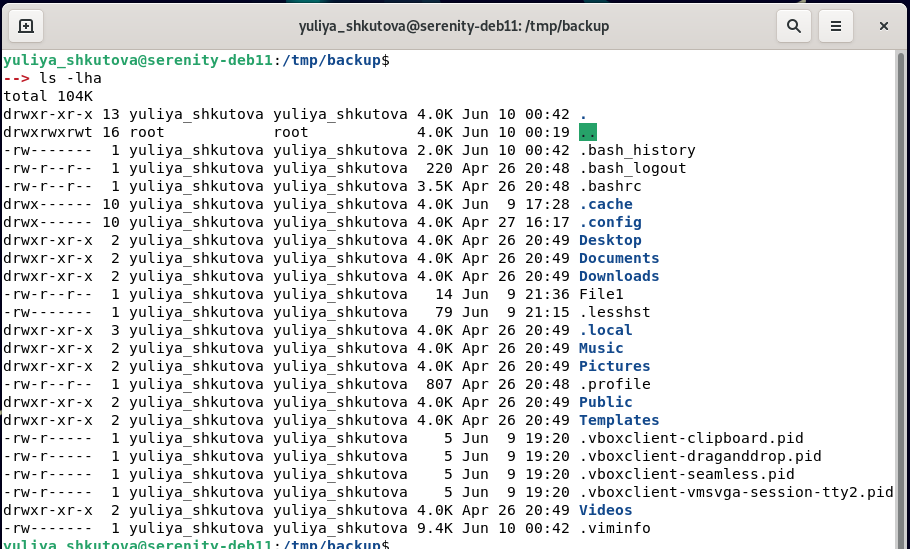 yuliya_shkutova@serenity-deb11: /tmp/backup
yuliya_shkutova@serenity-deb11:/tmp/backup$
--> ls -lha
total 104K
drwxr-xr-x 13 yuliya_shkutova yuliya_shkutova 4.0K Jun 10 00:42 .
drwxrwxrwt 16 root            root            4.0K Jun 10 00:19 ..
-rw-------  1 yuliya_shkutova yuliya_shkutova 2.0K Jun 10 00:42 .bash_history
-rw-r--r--  1 yuliya_shkutova yuliya_shkutova  220 Apr 26 20:48 .bash_logout
-rw-r--r--  1 yuliya_shkutova yuliya_shkutova 3.5K Apr 26 20:48 .bashrc
drwx------ 10 yuliya_shkutova yuliya_shkutova 4.0K Jun  9 17:28 .cache
drwx------ 10 yuliya_shkutova yuliya_shkutova 4.0K Apr 27 16:17 .config
drwxr-xr-x  2 yuliya_shkutova yuliya_shkutova 4.0K Apr 26 20:49 Desktop
drwxr-xr-x  2 yuliya_shkutova yuliya_shkutova 4.0K Apr 26 20:49 Documents
drwxr-xr-x  2 yuliya_shkutova yuliya_shkutova 4.0K Apr 26 20:49 Downloads
-rw-r--r--  1 yuliya_shkutova yuliya_shkutova   14 Jun  9 21:36 File1
-rw-------  1 yuliya_shkutova yuliya_shkutova   79 Jun  9 21:15 .lesshst
drwxr-xr-x  3 yuliya_shkutova yuliya_shkutova 4.0K Apr 26 20:49 .local
drwxr-xr-x  2 yuliya_shkutova yuliya_shkutova 4.0K Apr 26 20:49 Music
drwxr-xr-x  2 yuliya_shkutova yuliya_shkutova 4.0K Apr 26 20:49 Pictures
-rw-r--r--  1 yuliya_shkutova yuliya_shkutova  807 Apr 26 20:48 .profile
drwxr-xr-x  2 yuliya_shkutova yuliya_shkutova 4.0K Apr 26 20:49 Public
drwxr-xr-x  2 yuliya_shkutova yuliya_shkutova 4.0K Apr 26 20:49 Templates
-rw-r-----  1 yuliya_shkutova yuliya_shkutova    5 Jun  9 19:20 .vboxclient-clipboard.pid
-rw-r-----  1 yuliya_shkutova yuliya_shkutova    5 Jun  9 19:20 .vboxclient-draganddrop.pid
-rw-r-----  1 yuliya_shkutova yuliya_shkutova    5 Jun  9 19:20 .vboxclient-seamless.pid
-rw-r-----  1 yuliya_shkutova yuliya_shkutova    5 Jun  9 19:20 .vboxclient-vmsvga-session-tty2.pid
drwxr-xr-x  2 yuliya_shkutova yuliya_shkutova 4.0K Apr 26 20:49 Videos
-rw-------  1 yuliya_shkutova yuliya_shkutova 9.4K Jun 10 00:42 .viminfo
yuliya_shkutova@serenity-deb11:/tmp/backup$